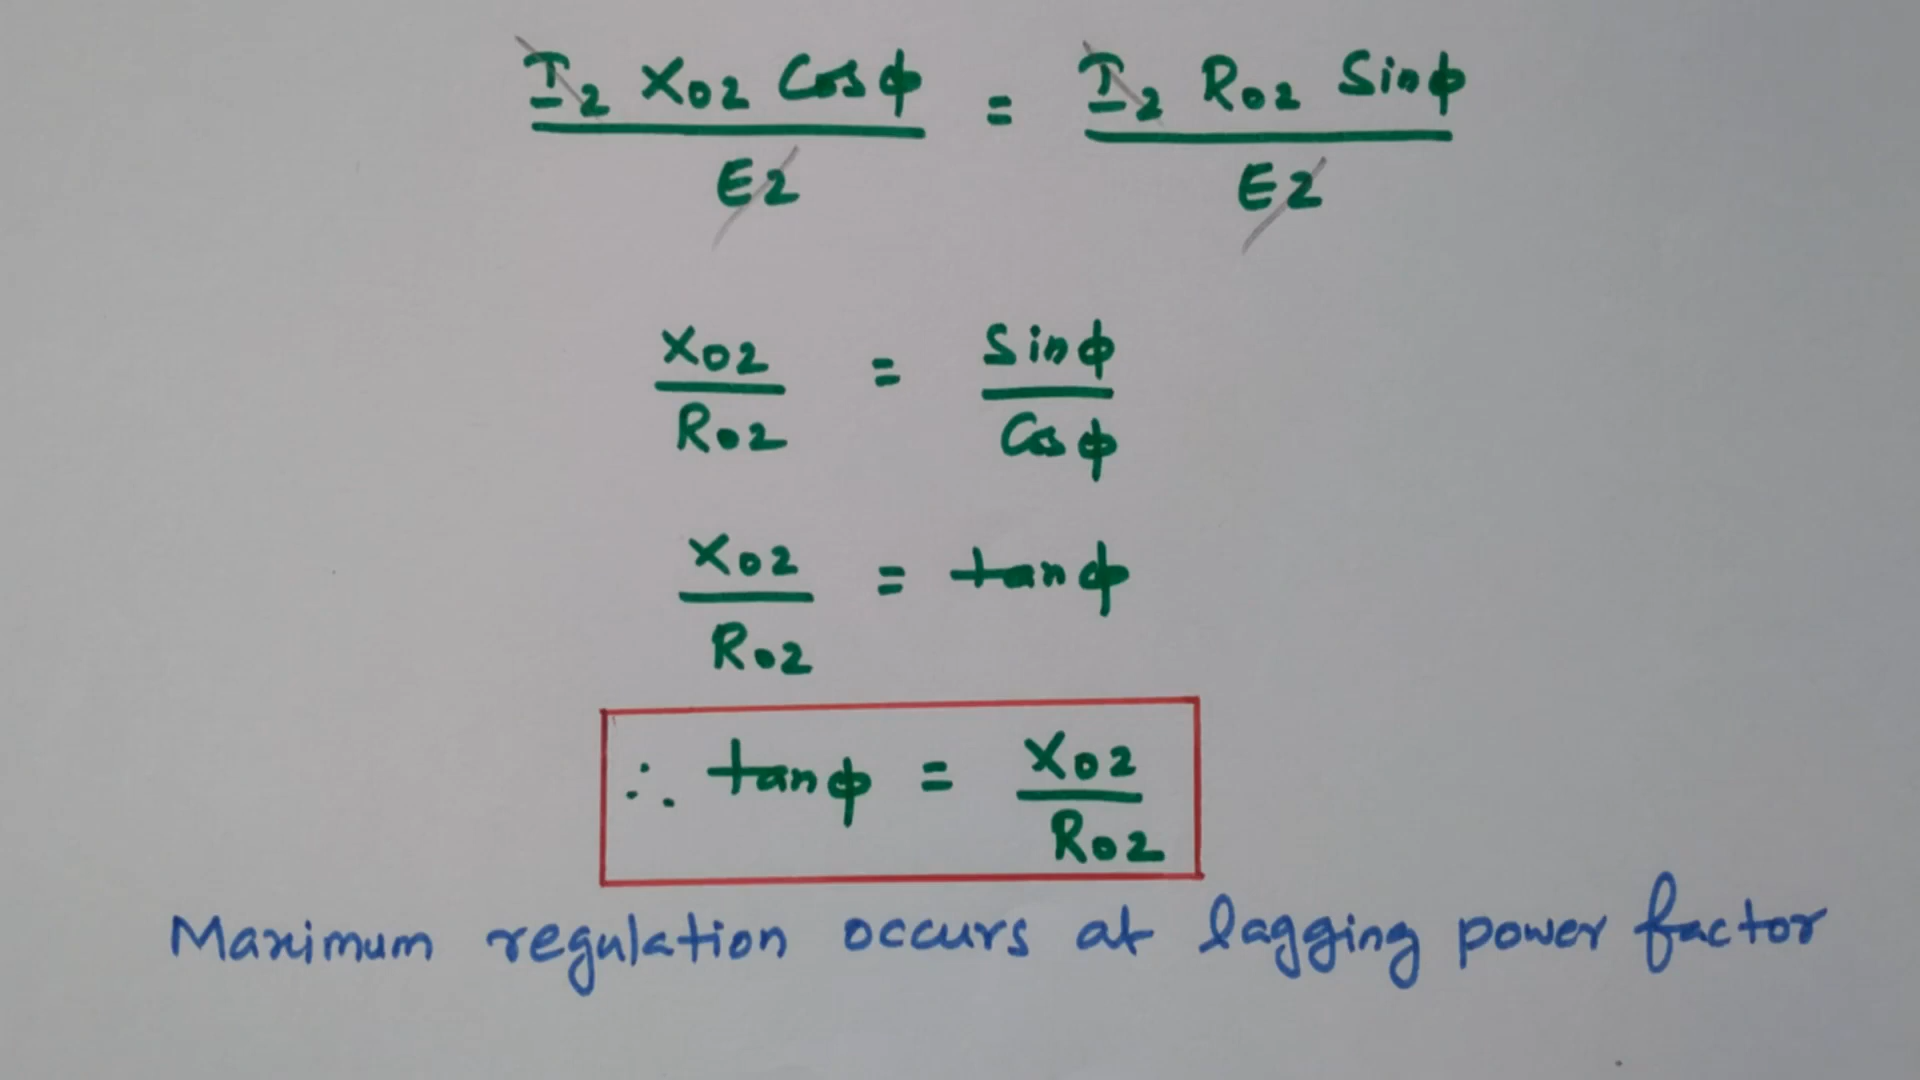 I2 X02 Cosϕ / E2 = I2 R02 Sinϕ / E2
X02 / R02 = Sinϕ / Cosϕ
X02 / R02 = tanϕ
∴ tanϕ = X02 / R02
Maximum regulation occurs at lagging power factor